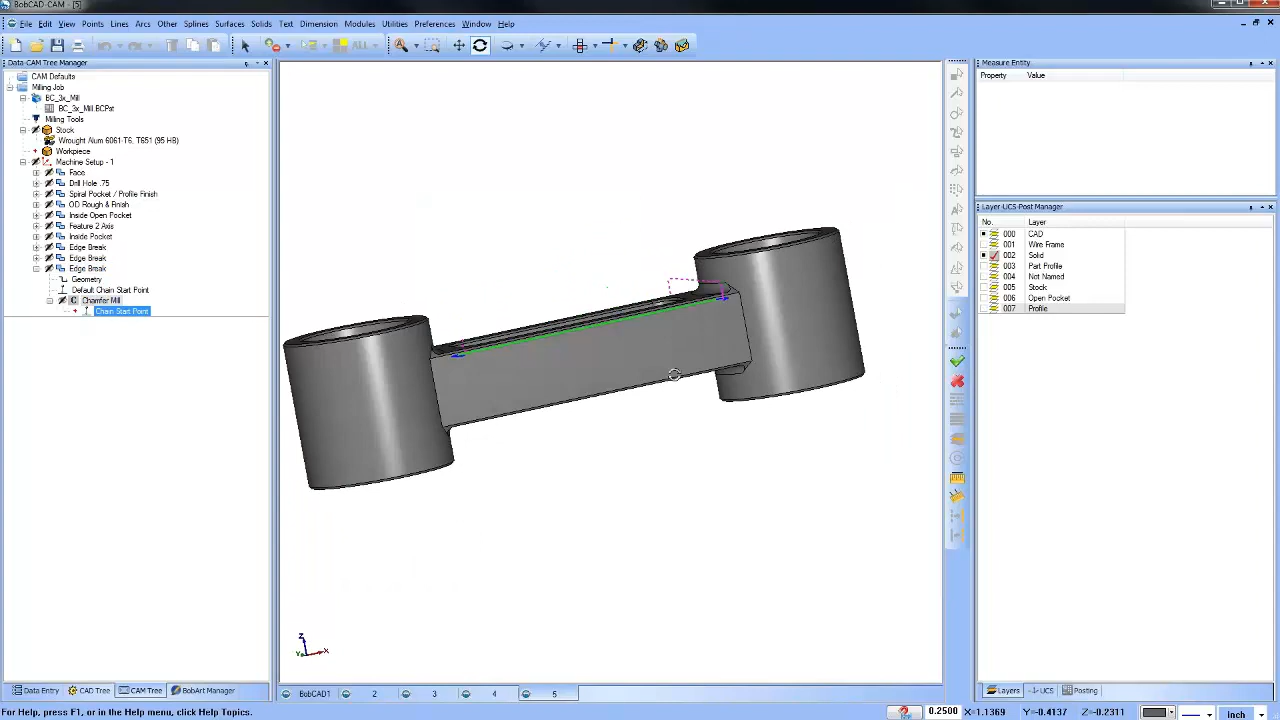 BobCAD-CAM - [5]
File Edit View Points Lines Arcs Other Splines Surfaces Solids Text Dimension Modules Utilities Preferences Window Help
ALL
Data-CAM Tree Manager
CAM Defaults
Milling Job
BC_3x_Mill
BC_3x_Mill.BCPst
Milling Tools
Stock
Wrought Alum 6061-T6, T651 (95 HB)
Workpiece
Machine Setup - 1
Face
Drill Hole .75
Spiral Pocket / Profile Finish
OD Rough & Finish
Inside Open Pocket
Feature 2 Axis
Inside Pocket
Edge Break
Edge Break
Edge Break
Geometry
Default Chain Start Point
C Chamfer Mill
Chain Start Point
Z
Y X
Measure Entity
Property Value
Layer-UCS-Post Manager
No. Layer
000 CAD
001 Wire Frame
002 Solid
003 Part Profile
004 Not Named
005 Stock
006 Open Pocket
007 Profile
Data Entry CAD Tree CAM Tree BobArt Manager
BobCAD1 2 3 4 5
Layers UCS Posting
For Help, press F1, or in the Help menu, click Help Topics.
0.2500 X=1.1369 Y=-0.4137 Z=-0.2311 Inch